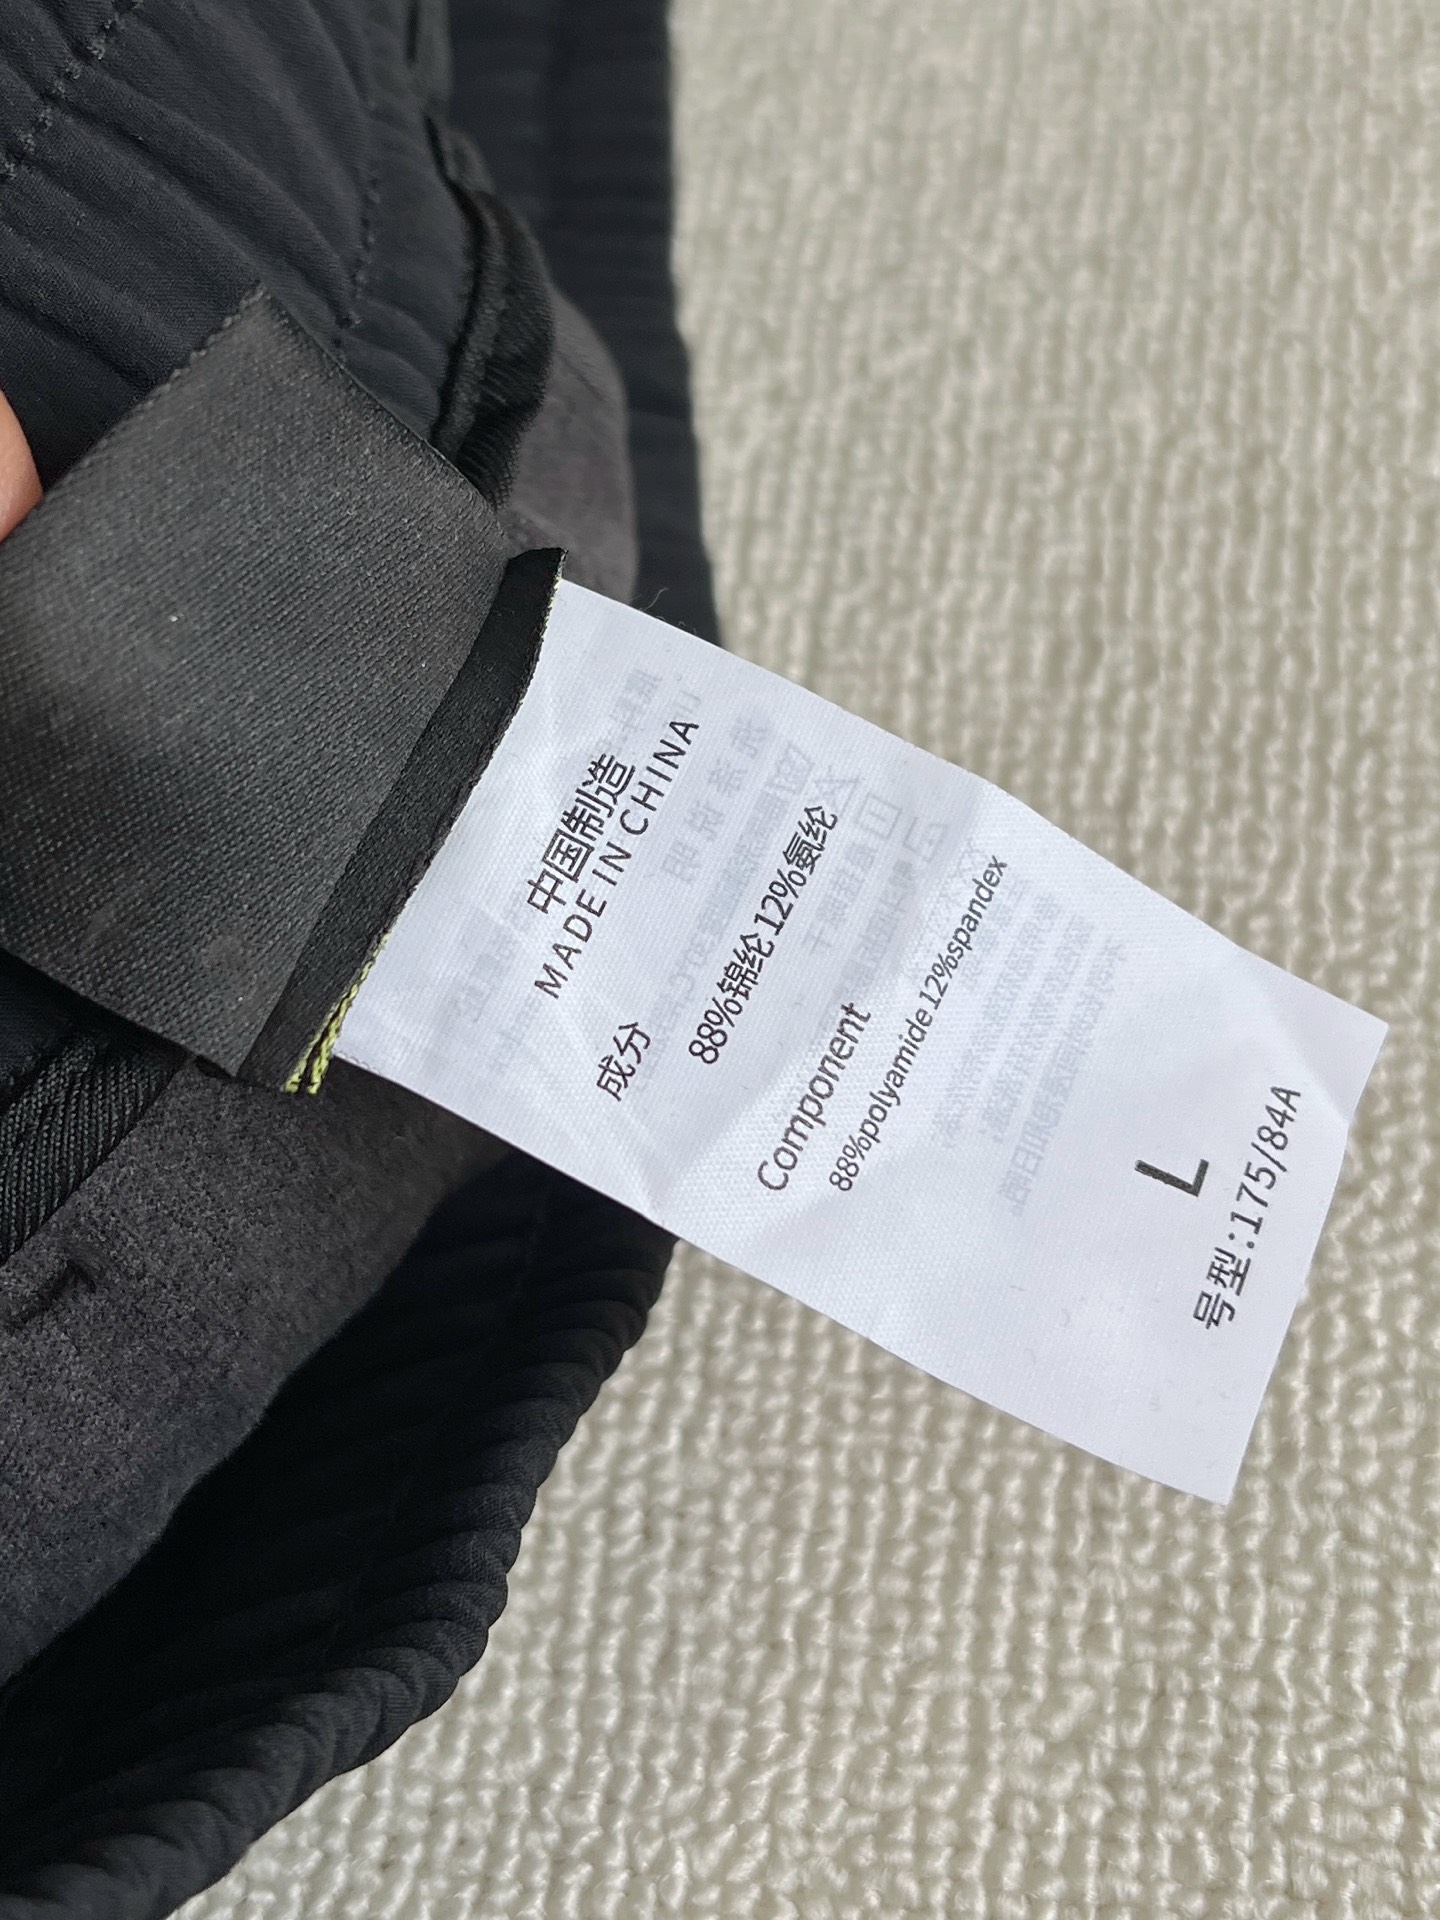 中国制造
MADE IN CHINA
成分
88%锦纶 12%氨纶
Component
88%polyamide 12%spandex
L
号型:175/84A